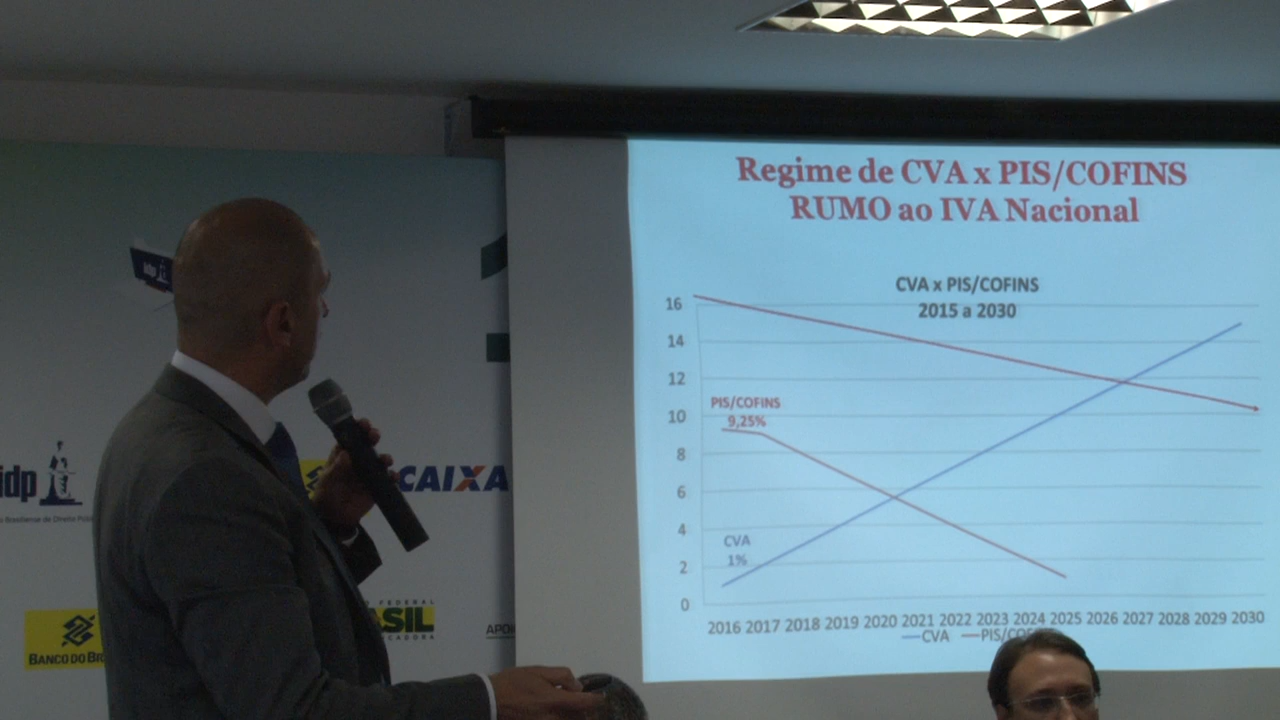 Regime de CVA x PIS/COFINS
RUMO ao IVA Nacional
CVA x PIS/COFINS
2015 a 2030
16
14
12
10
8
6
4
2
0
PIS/COFINS
9,25%
CVA
1%
2016 2017 2018 2019 2020 2021 2022 2023 2024 2025 2026 2027 2028 2029 2030
CVA
idp
idp
CAIXA
BANCO DO